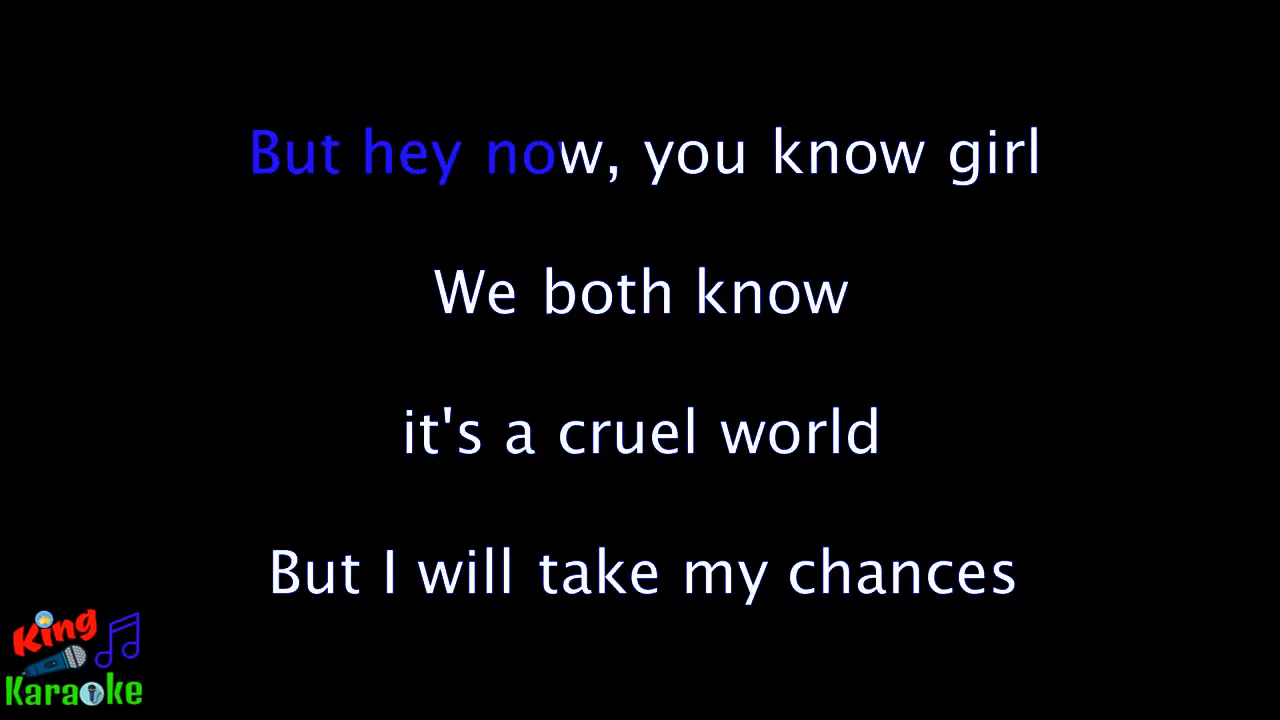 But hey now, you know girl
We both know
it's a cruel world
But I will take my chances
King
Karaoke